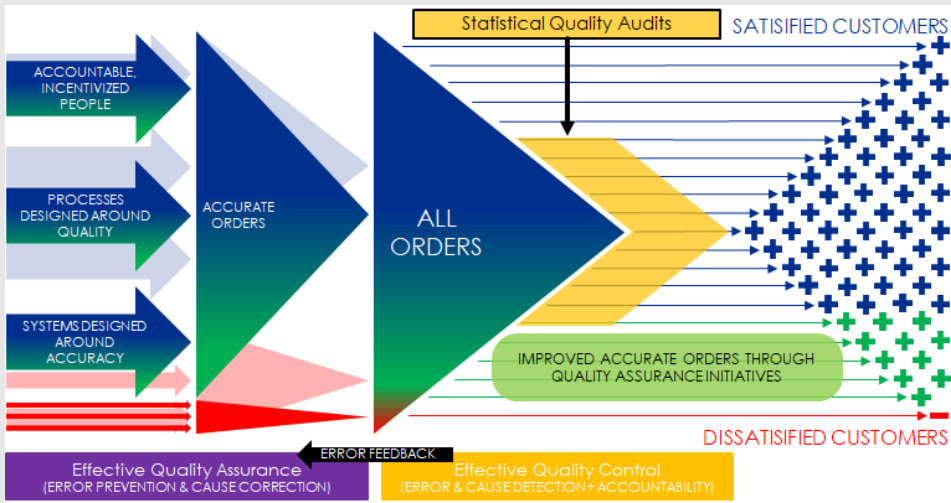 Statistical Quality Audits
SATISIFIED CUSTOMERS
ACCOUNTABLE,
INCENTIVIZED
PEOPLE
PROCESSES
DESIGNED AROUND
QUALITY
ACCURATE
ORDERS
ALL
ORDERS
SYSTEMS DESIGNED
AROUND
ACCURACY
IMPROVED ACCURATE ORDERS THROUGH
QUALITY ASSURANCE INITIATIVES
DISSATISIFIED CUSTOMERS
ERROR FEEDBACK
Effective Quality Assurance
(ERROR PREVENTION & CAUSE CORRECTION)
Effective Quality Control
(ERROR & CAUSE DETECTION + ACCOUNTABILITY)